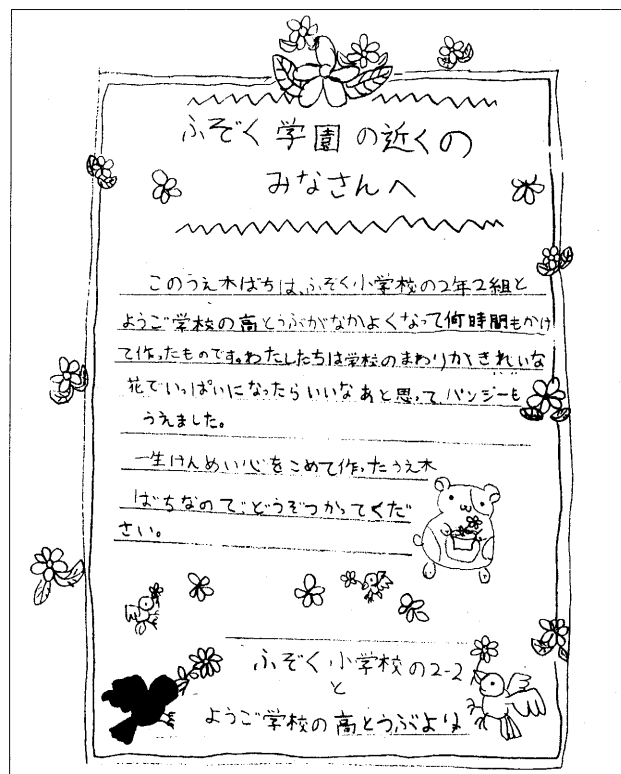 ふぞく学園の近くの
みなさんへ
このうえ木ばちは、ふぞく小学校の2年2組と
ようご学校の高とうぶがなかよくなって何時間もかけ
て作ったものです。わたしたちは学校のまわりがきれいな
花でいっぱいになったらいいなあと思って パンジーも
うえました。
一生けんめい心をこめて作ったうえ木
ばちなので、どうぞつかってくだ
さい。
ふぞく小学校の2-2
と
ようご学校の高とうぶより